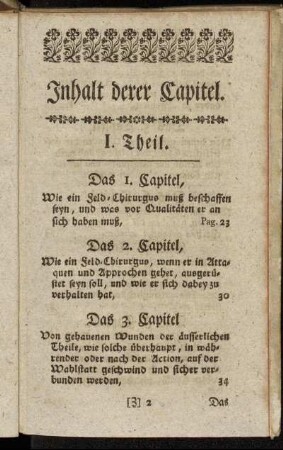 Inhalt derer Capitel.
I. Theil.
Das 1. Capitel,
Wie ein Feld-Chirurgus muß beschaffen
seyn, und was vor Qualitäten er an
sich haben muß, Pag. 23
Das 2. Capitel,
Wie ein Feld-Chirurgus, wenn er in Atta-
quen und Approchen gehet, ausgerü-
stet seyn soll, und wie er sich dabey zu
verhalten hat, 30
Das 3. Capitel
Von gehauenen Wunden der äusserlichen
Theile, wie solche überhaupt, in wäh-
render oder nach der Action, auf der
Wahlstatt geschwind und sicher ver-
bunden werden, 34
[3] 2 Das